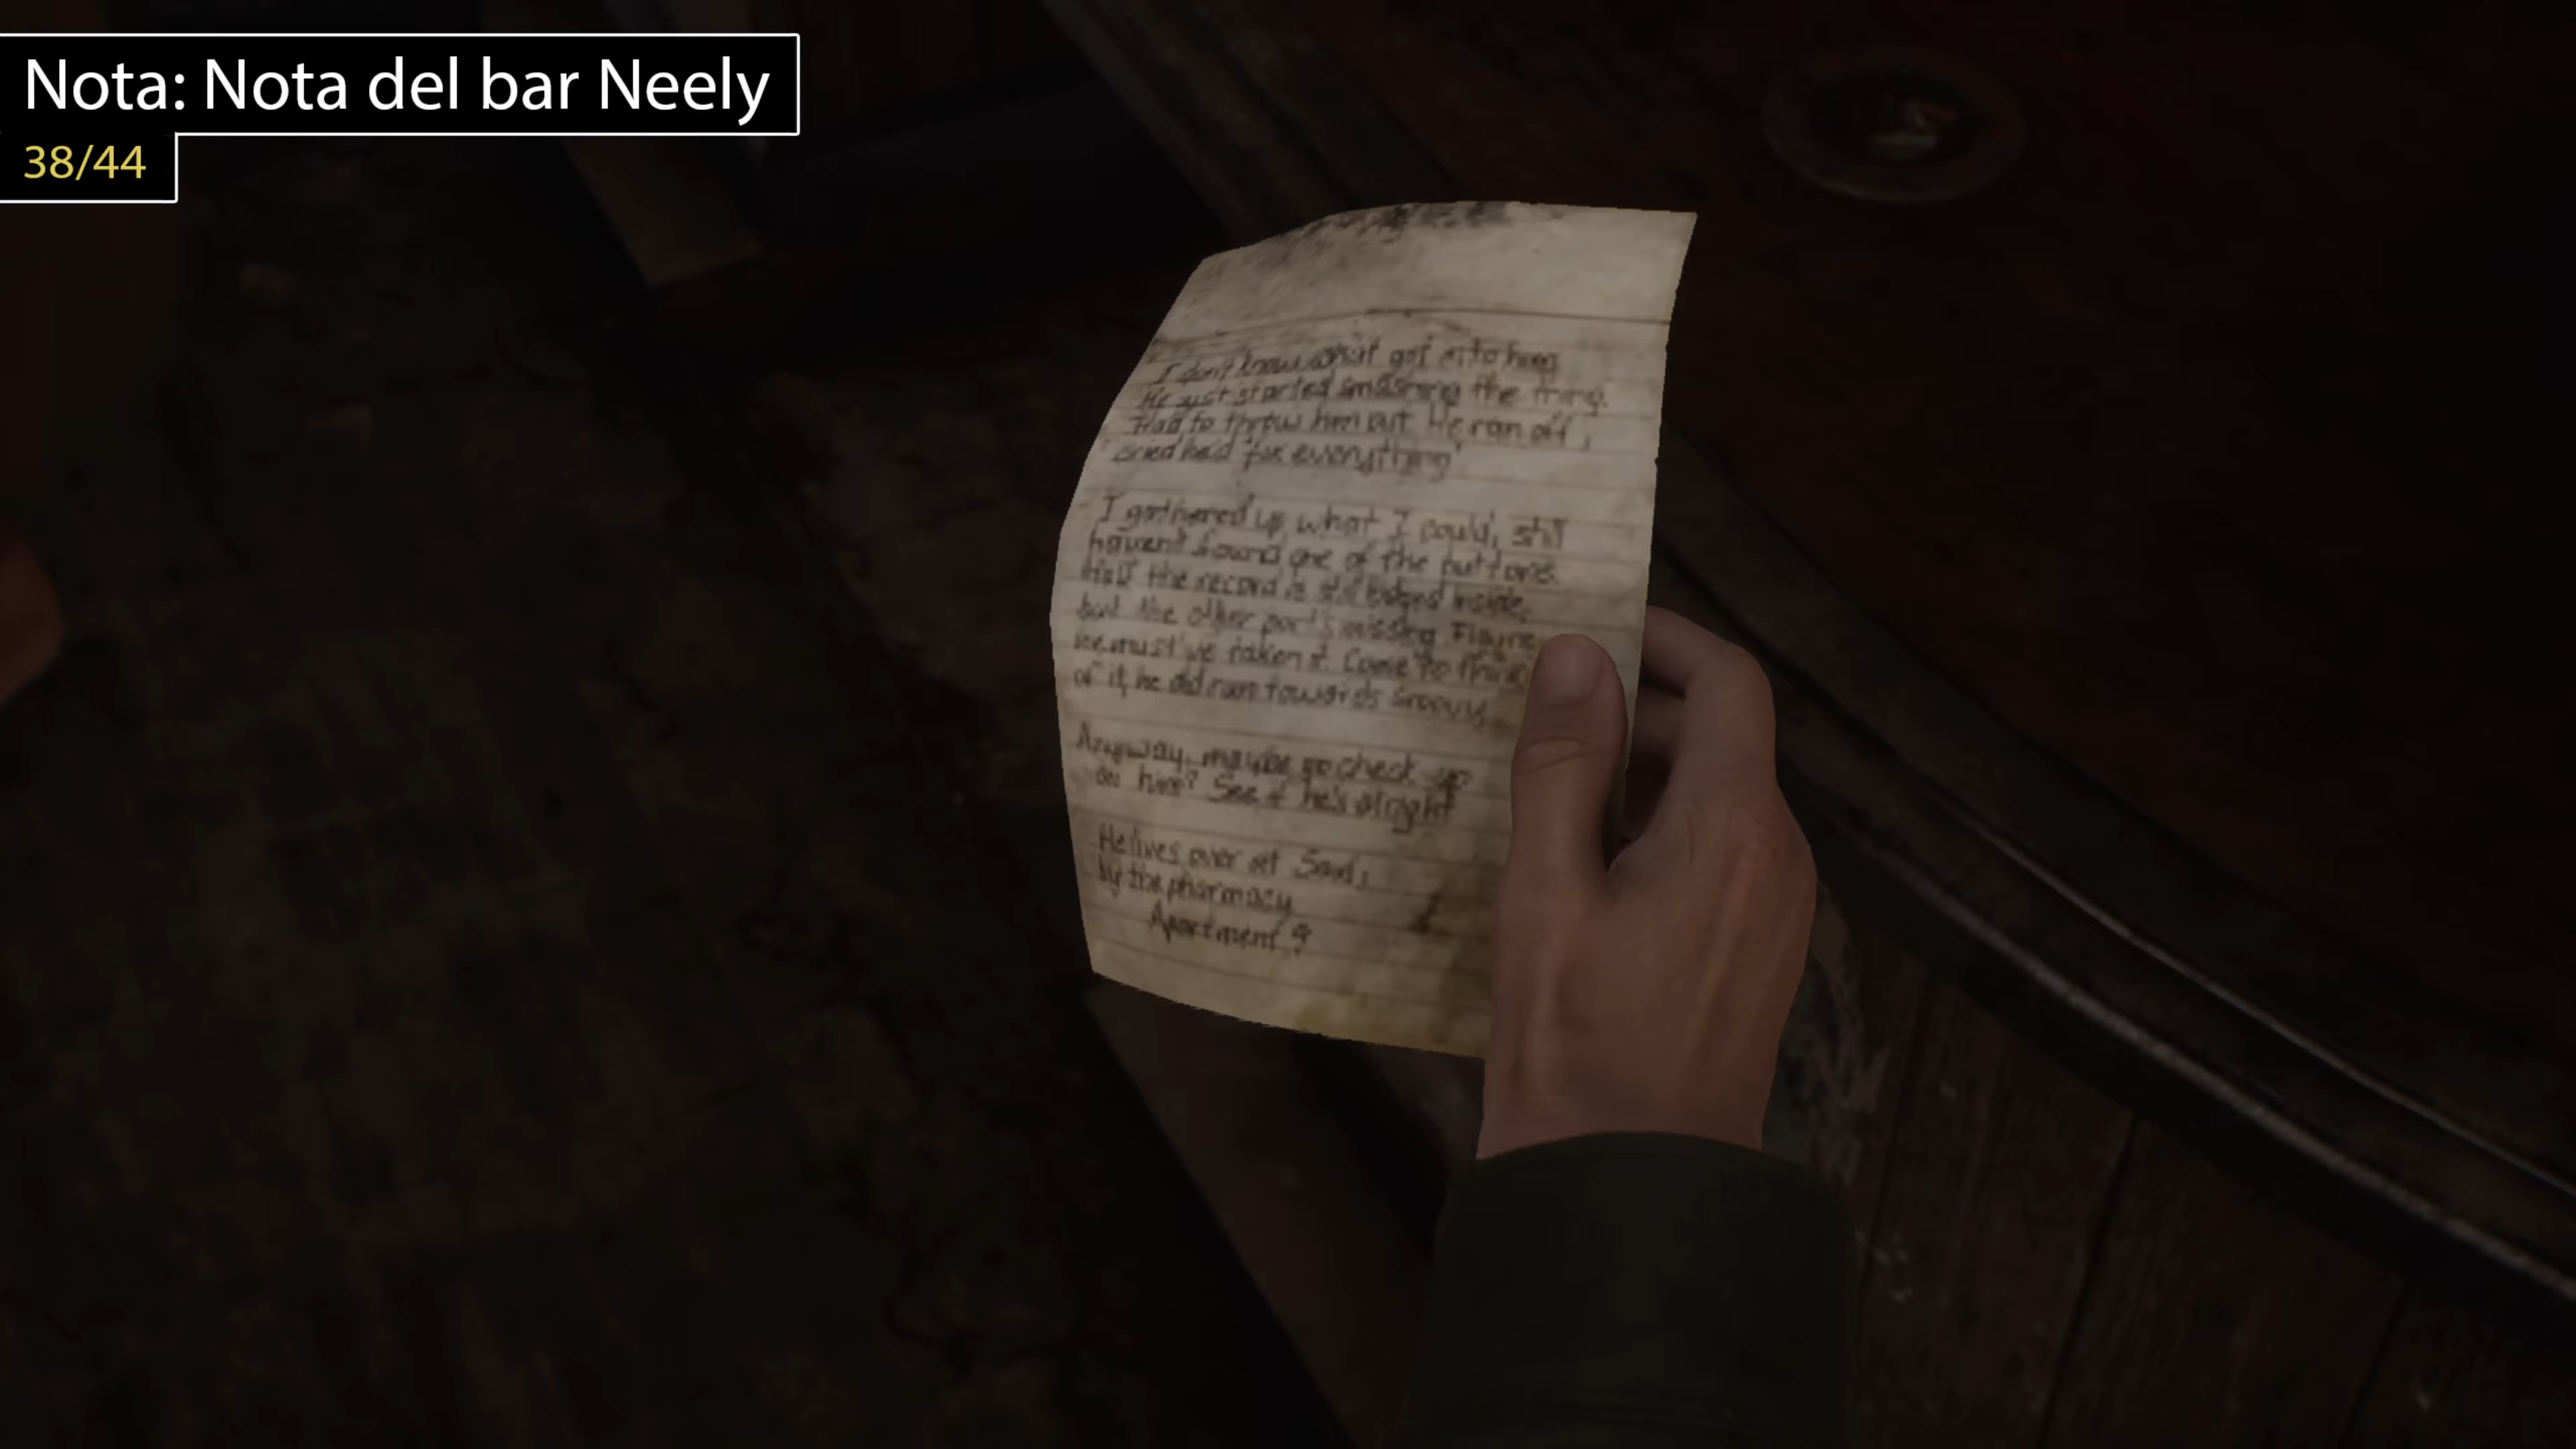 Nota: Nota del bar Neely
38/44
I don't know what got into him.
He just started smashing the thing.
Had to throw him out. He ran off,
cried he'd 'fix everything'
I gathered up what I could, still
haven't found one of the buttons.
Half the record is still lodged inside,
but the other part's missing. Figure
he must've taken it. Come to think
of it, he did run towards Groovy
Anyway, maybe go check up
on him? See if he's alright
He lives over at Saul,
by the pharmacy
Apartment 9